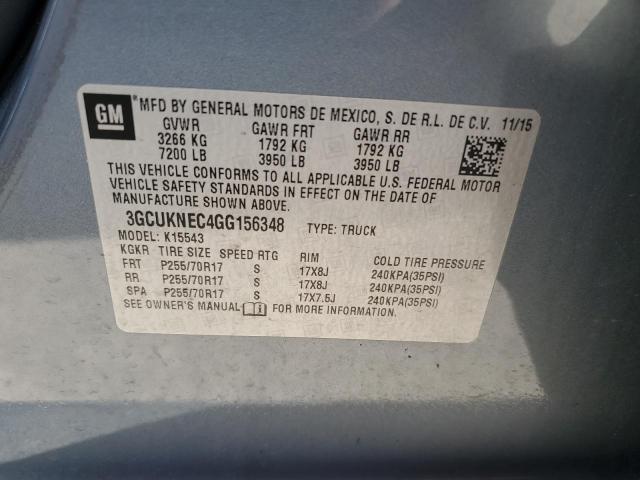 GM
*MFD BY GENERAL MOTORS DE MEXICO, S. DE R.L. DE C.V. 11/15
GVWR GAWR FRT GAWR RR
3266 KG 1792 KG 1792 KG
7200 LB 3950 LB 3950 LB
THIS VEHICLE CONFORMS TO ALL APPLICABLE U.S. FEDERAL MOTOR
VEHICLE SAFETY STANDARDS IN EFFECT ON THE DATE OF
MANUFACTURE SHOWN ABOVE.
3GCUKNEC4GG156348 TYPE: TRUCK
MODEL: K15543
KGKR TIRE SIZE SPEED RTG RIM COLD TIRE PRESSURE
FRT P255/70R17 S 17X8J 240KPA(35PSI)
RR P255/70R17 S 17X8J 240KPA(35PSI)
SPA P255/70R17 S 17X7.5J 240KPA(35PSI)
SEE OWNER'S MANUAL FOR MORE INFORMATION.